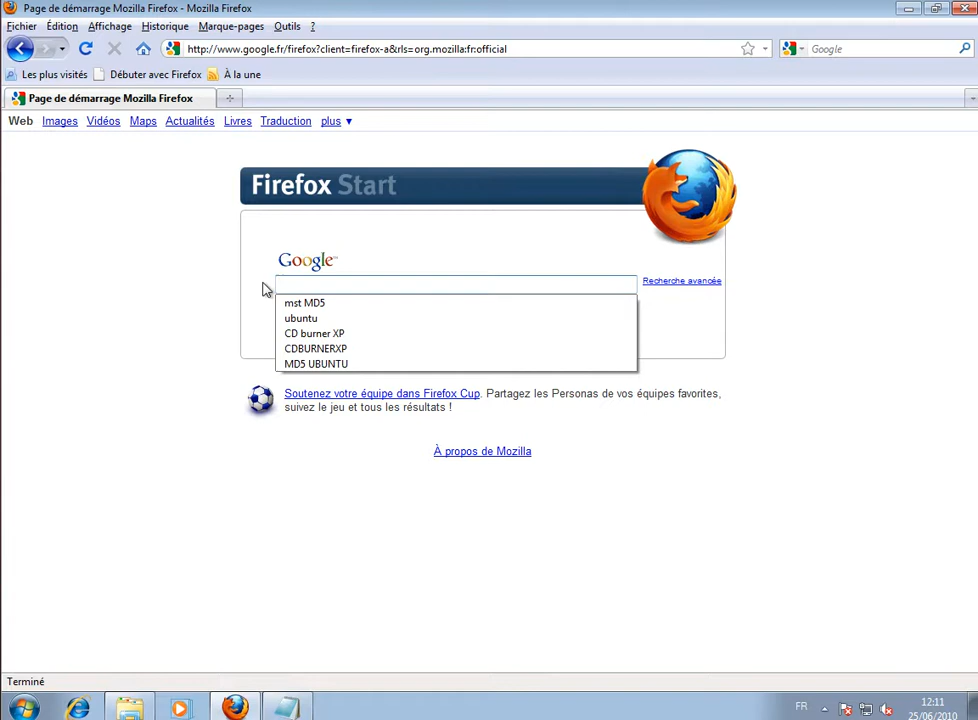 Page de démarrage Mozilla Firefox - Mozilla Firefox
Fichier Édition Affichage Historique Marque-pages Outils ?
http://www.google.fr/firefox?client=firefox-a&rls=org.mozilla:fr:official
Google
Les plus visités Débuter avec Firefox À la une
Page de démarrage Mozilla Firefox
Web Images Vidéos Maps Actualités Livres Traduction plus ▼
Firefox Start
Google™
Recherche avancée
mst MD5
ubuntu
CD burner XP
CDBURNERXP
MD5 UBUNTU
Soutenez votre équipe dans Firefox Cup. Partagez les Personas de vos équipes favorites,
suivez le jeu et tous les résultats !
À propos de Mozilla
Terminé
FR
12:11
25/06/2010